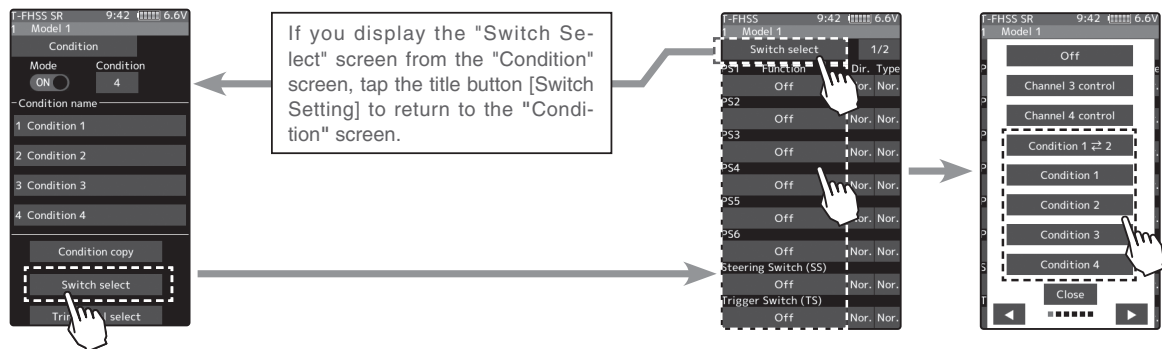 T-FHSS SR 9:42 6.6V
1 Model 1
Condition
Mode Condition
ON 4
Condition name
1 Condition 1
2 Condition 2
3 Condition 3
4 Condition 4
Condition copy
Switch select
Tri l select
If you display the "Switch Se-
lect" screen from the "Condition"
screen, tap the title button [Switch
Setting] to return to the "Condi-
tion" screen.
T-FHSS 9:42 6.6V
1 Model 1
Switch select 1/2
PS1 Function Dir. Type
Off Nor. Nor.
PS2
Off Nor. Nor.
PS3
Off Nor. Nor.
PS4
Off Nor. Nor.
PS5
Off Nor. Nor.
PS6
Off Nor. Nor.
Steering Switch (SS)
Off Nor. Nor.
Trigger Switch (TS)
Off Nor. Nor.
T-FHSS SR 9:42 6.6V
1 Model 1
Off
Channel 3 control
Channel 4 control
Condition 1 ⇄ 2
Condition 1
Condition 2
Condition 3
Condition 4
Close